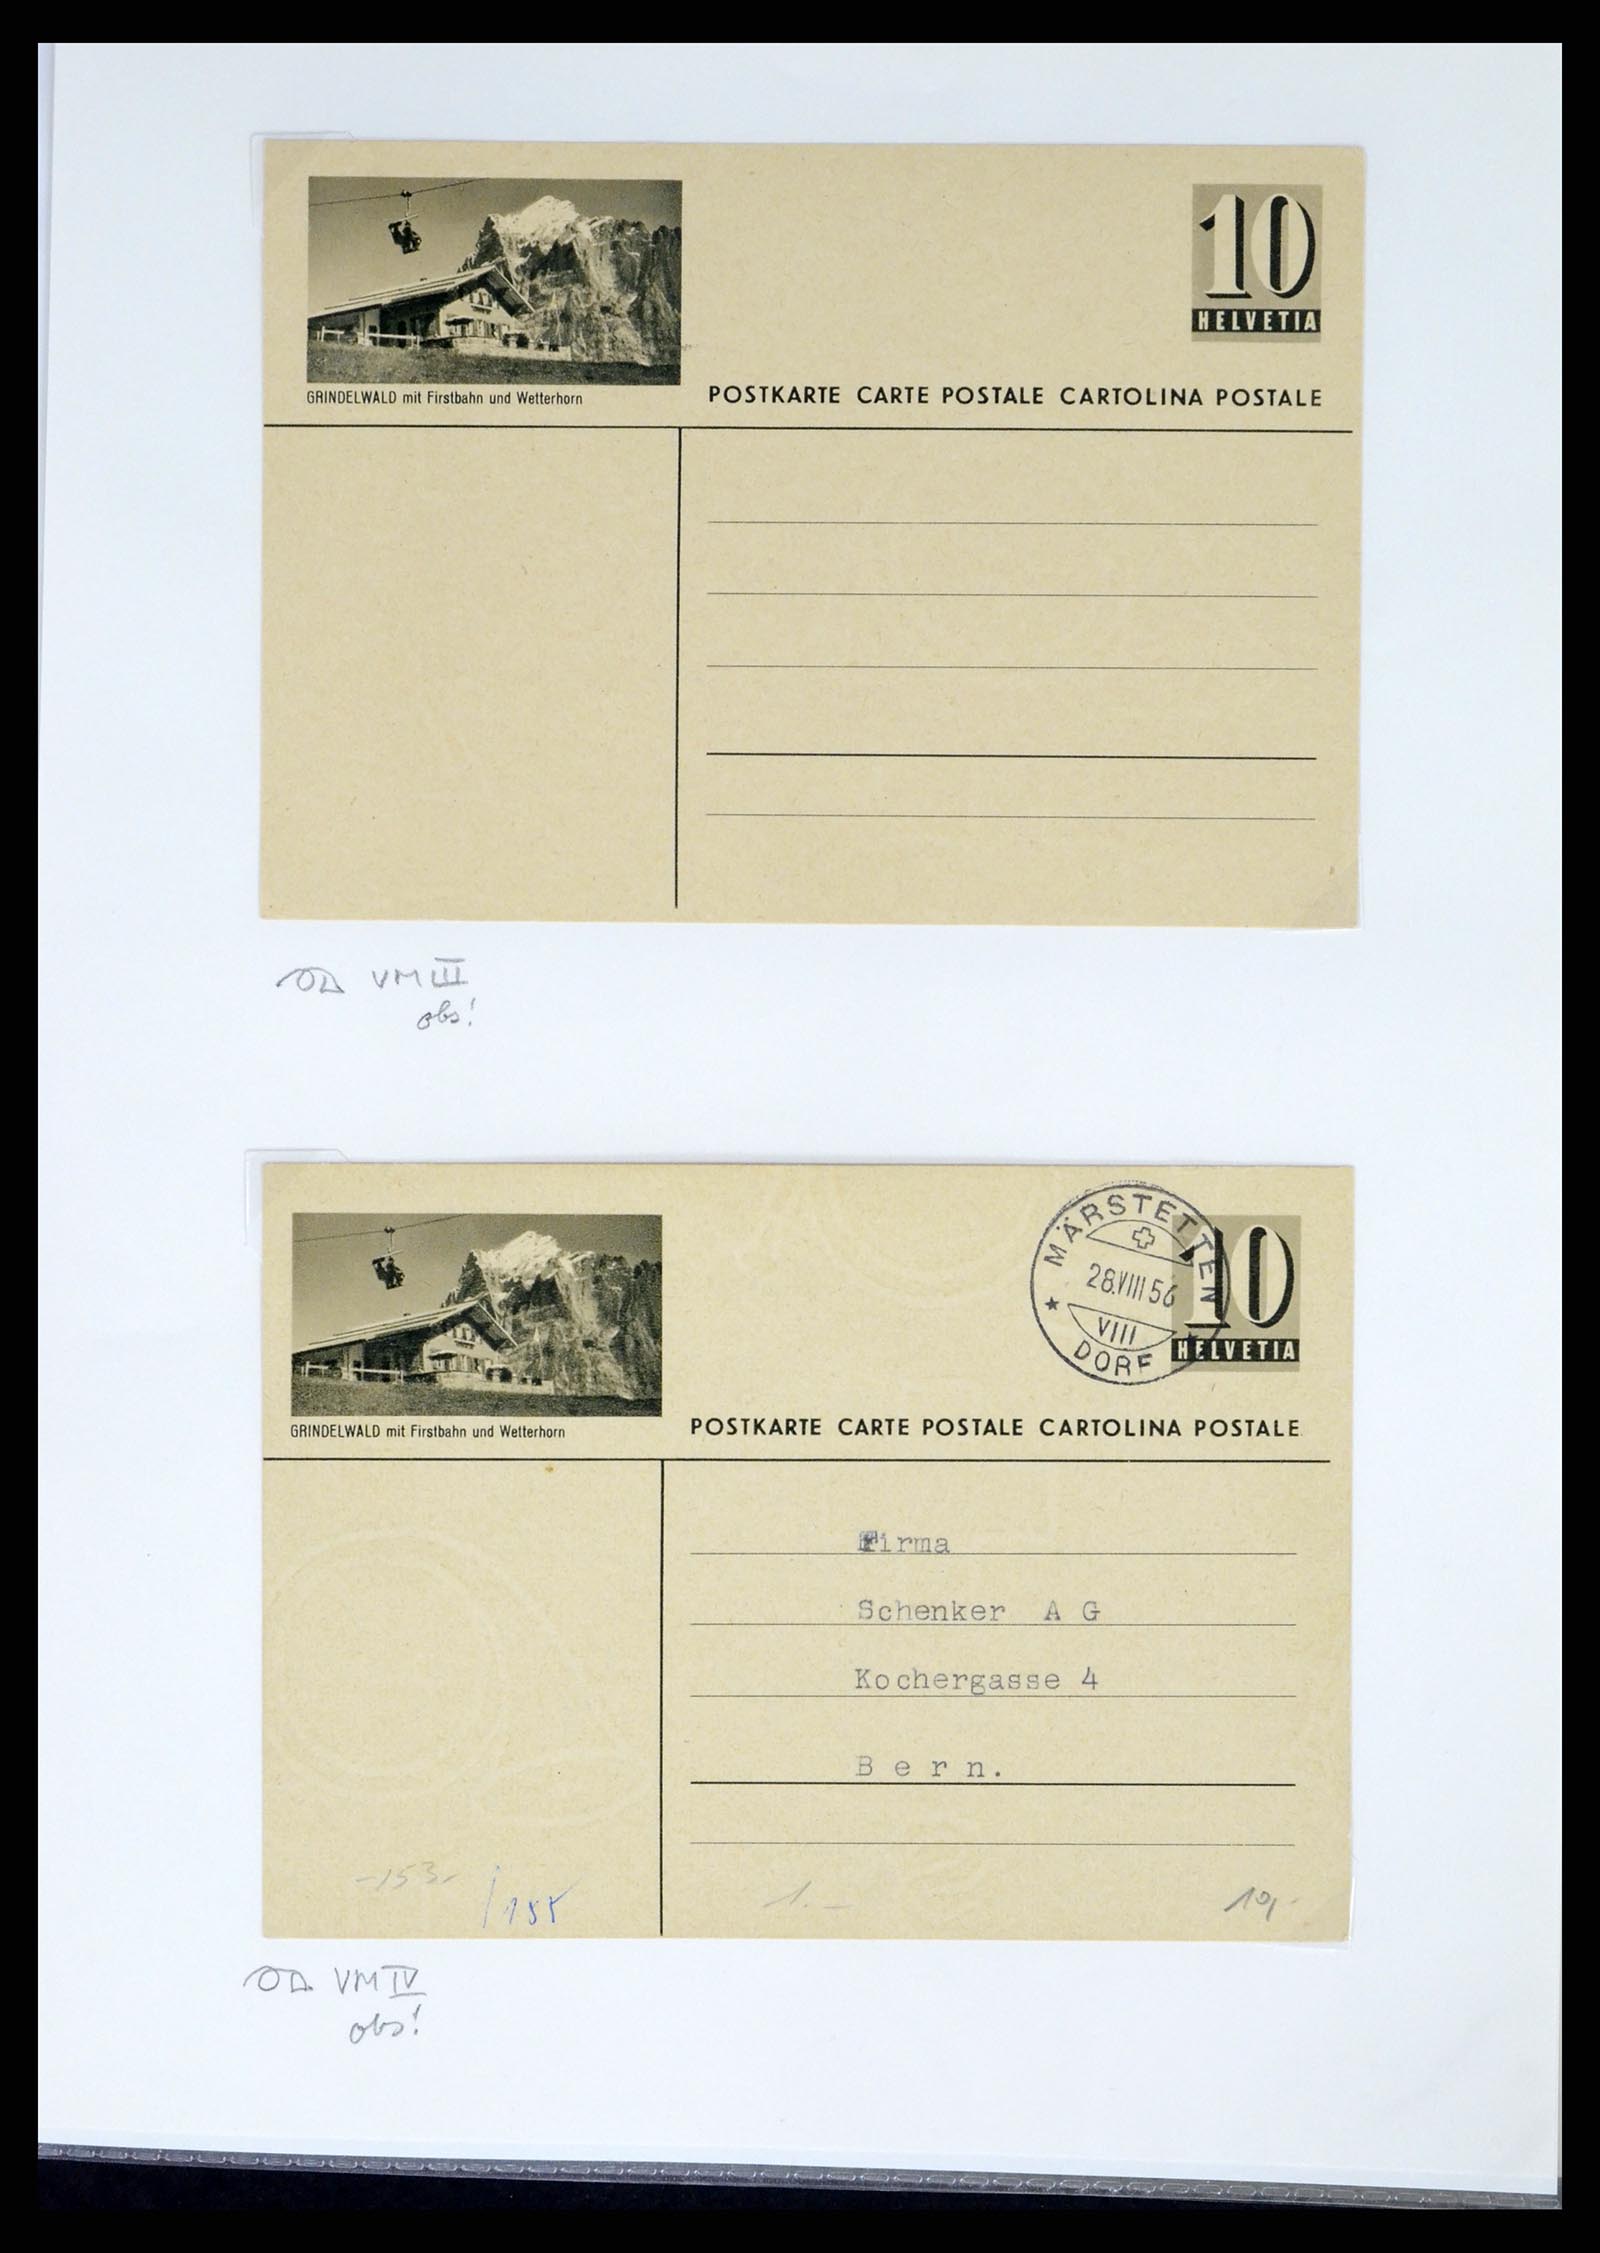 10
HELVETIA
GRINDELWALD mit Firstbahn und Wetterhorn
POSTKARTE CARTE POSTALE CARTOLINA POSTALE
VM III
obs!
MÄRSTETTEN
28.VIII 56
VIII
DORF
10
HELVETIA
GRINDELWALD mit Firstbahn und Wetterhorn
POSTKARTE CARTE POSTALE CARTOLINA POSTALE
Firma
Schenker A G
Kochergasse 4
B e r n.
-153-
1.-
10,-
VM IV
obs!